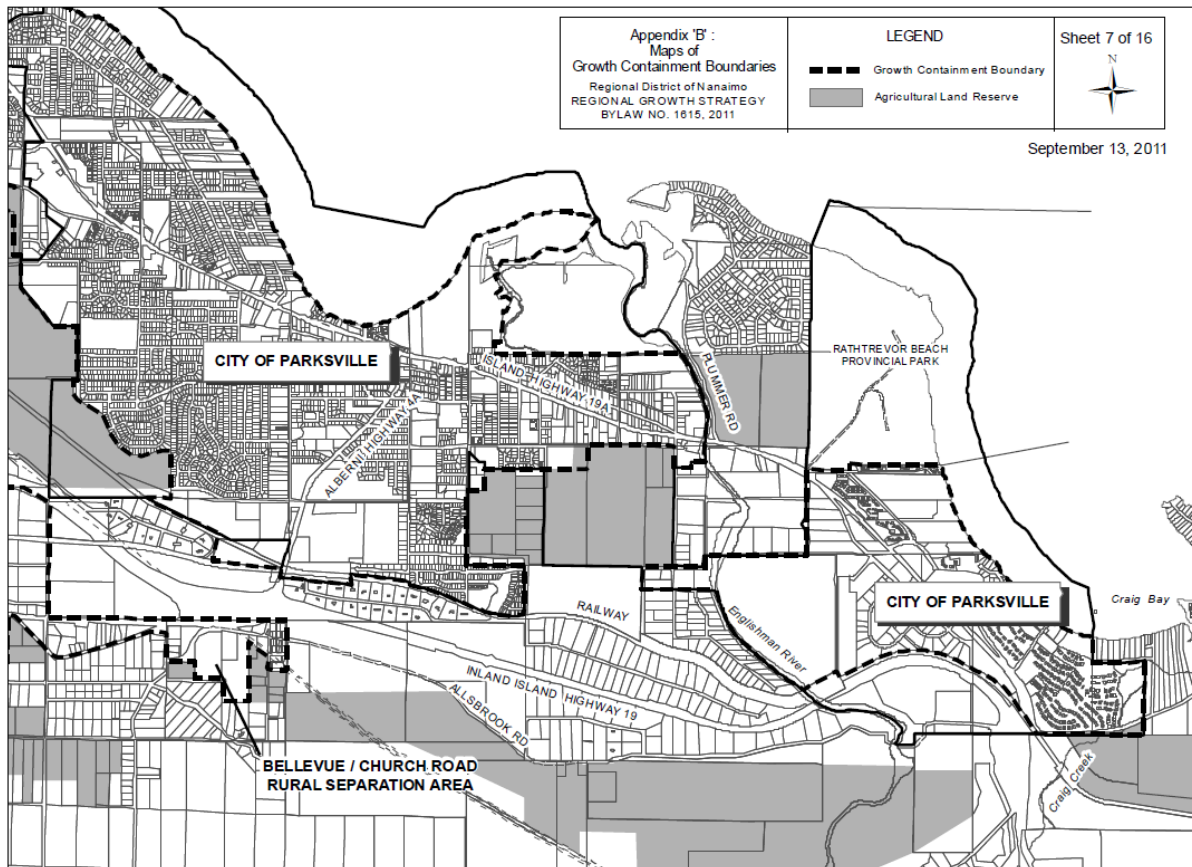 Appendix 'B' :
Maps of
Growth Containment Boundaries
Regional District of Nanaimo
REGIONAL GROWTH STRATEGY
BYLAW NO. 1615, 2011
LEGEND
Growth Containment Boundary
Agricultural Land Reserve
Sheet 7 of 16
N
September 13, 2011
CITY OF PARKSVILLE
ISLAND HIGHWAY 19A
ALBERNI HIGHWAY 4A
PLUMMER RD
RATHTREVOR BEACH
PROVINCIAL PARK
CITY OF PARKSVILLE
Craig Bay
RAILWAY
Englishman River
INLAND ISLAND HIGHWAY 19
ALLSBROOK RD
BELLEVUE / CHURCH ROAD
RURAL SEPARATION AREA
Craig Creek